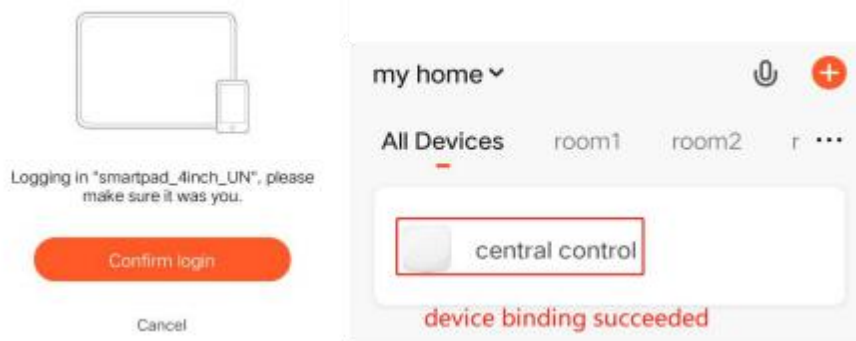 Logging in "smartpad_4inch_UN", please
make sure it was you.
Confirm login
Cancel
my home
All Devices room1 room2 r ...
central control
device binding succeeded